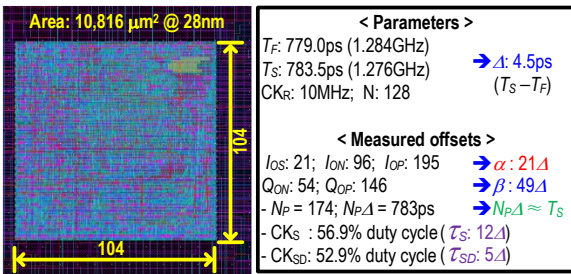 Area: 10,816 μm² @ 28nm
104
104
< Parameters >
T_F: 779.0ps (1.284GHz)
T_S: 783.5ps (1.276GHz)
➔Δ: 4.5ps
CK_R: 10MHz; N: 128
(T_S –T_F)
< Measured offsets >
I_OS: 21; I_ON: 96; I_OP: 195 ➔α : 21Δ
Q_ON: 54; Q_OP: 146 ➔β : 49Δ
- N_P = 174; N_PΔ = 783ps ➔N_PΔ ≈ T_S
- CK_S : 56.9% duty cycle ( τ_S: 12Δ)
- CK_SD: 52.9% duty cycle ( τ_SD: 5Δ)